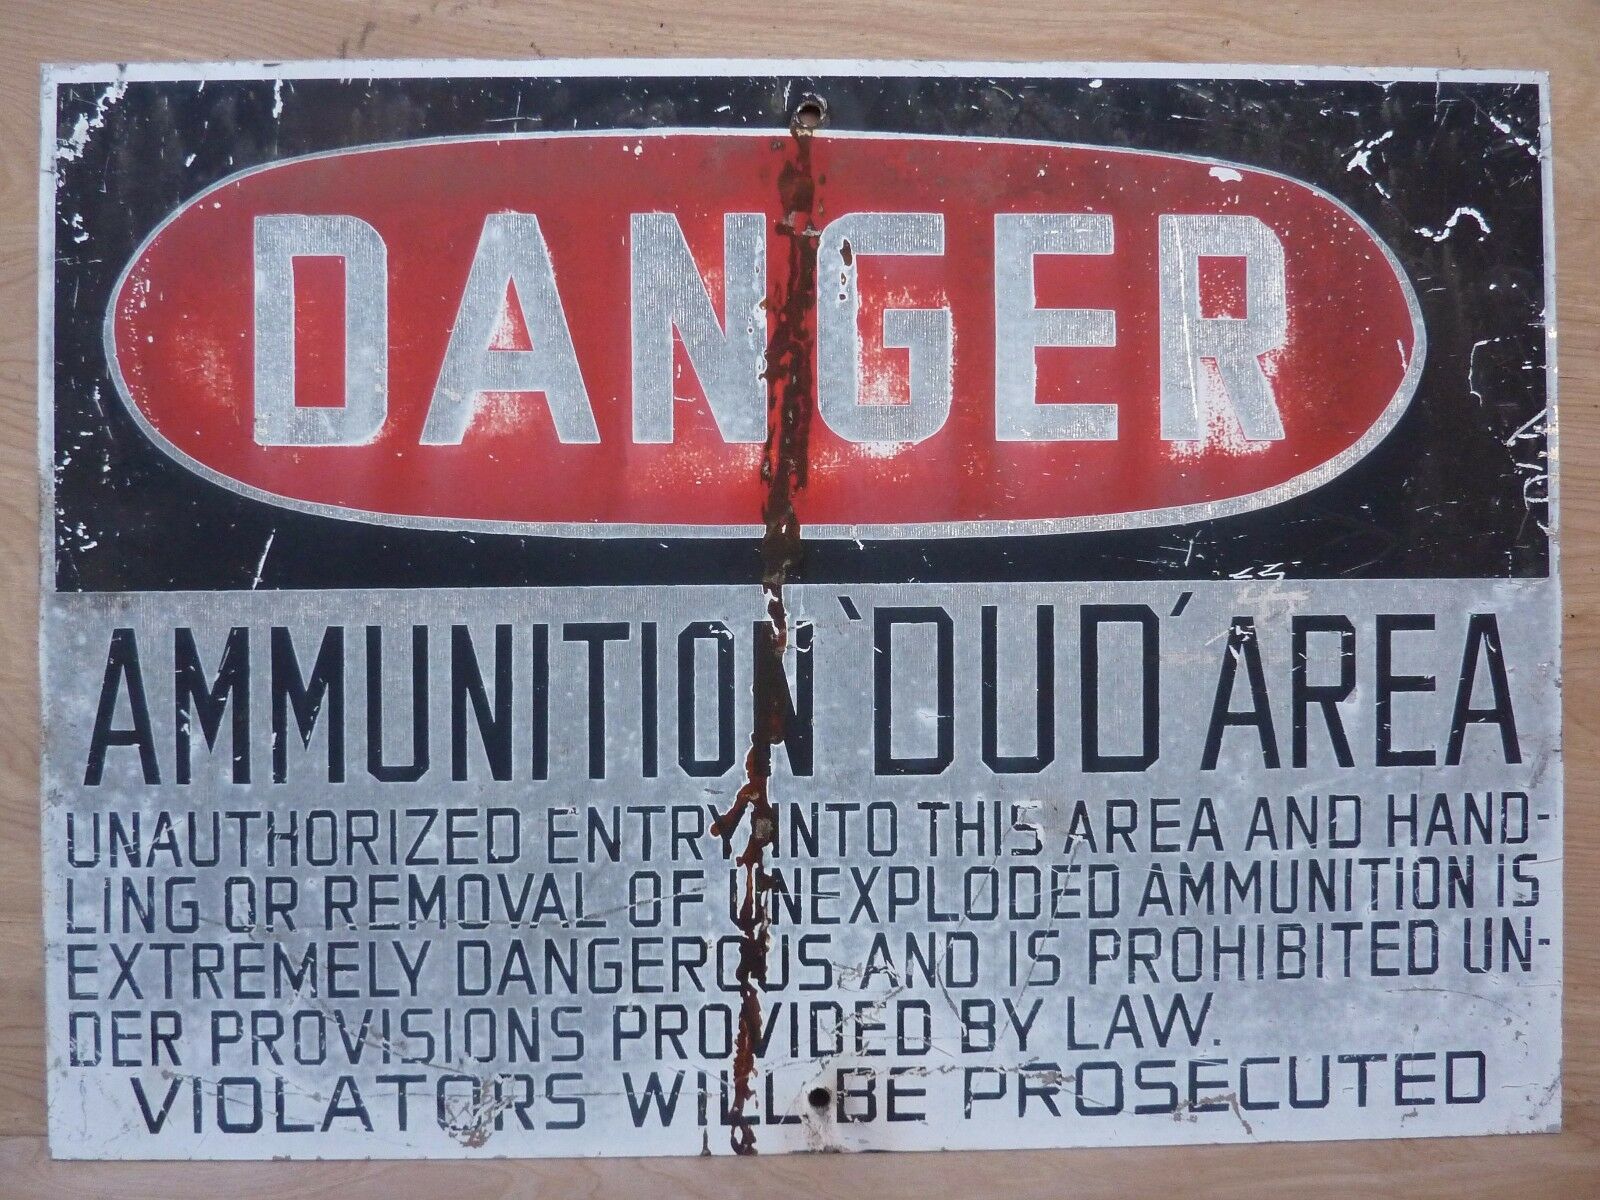 DANGER
AMMUNITION 'DUD' AREA
UNAUTHORIZED ENTRY INTO THIS AREA AND HAND-
LING OR REMOVAL OF UNEXPLODED AMMUNITION IS
EXTREMELY DANGEROUS AND IS PROHIBITED UN-
DER PROVISIONS PROVIDED BY LAW.
VIOLATORS WILL BE PROSECUTED